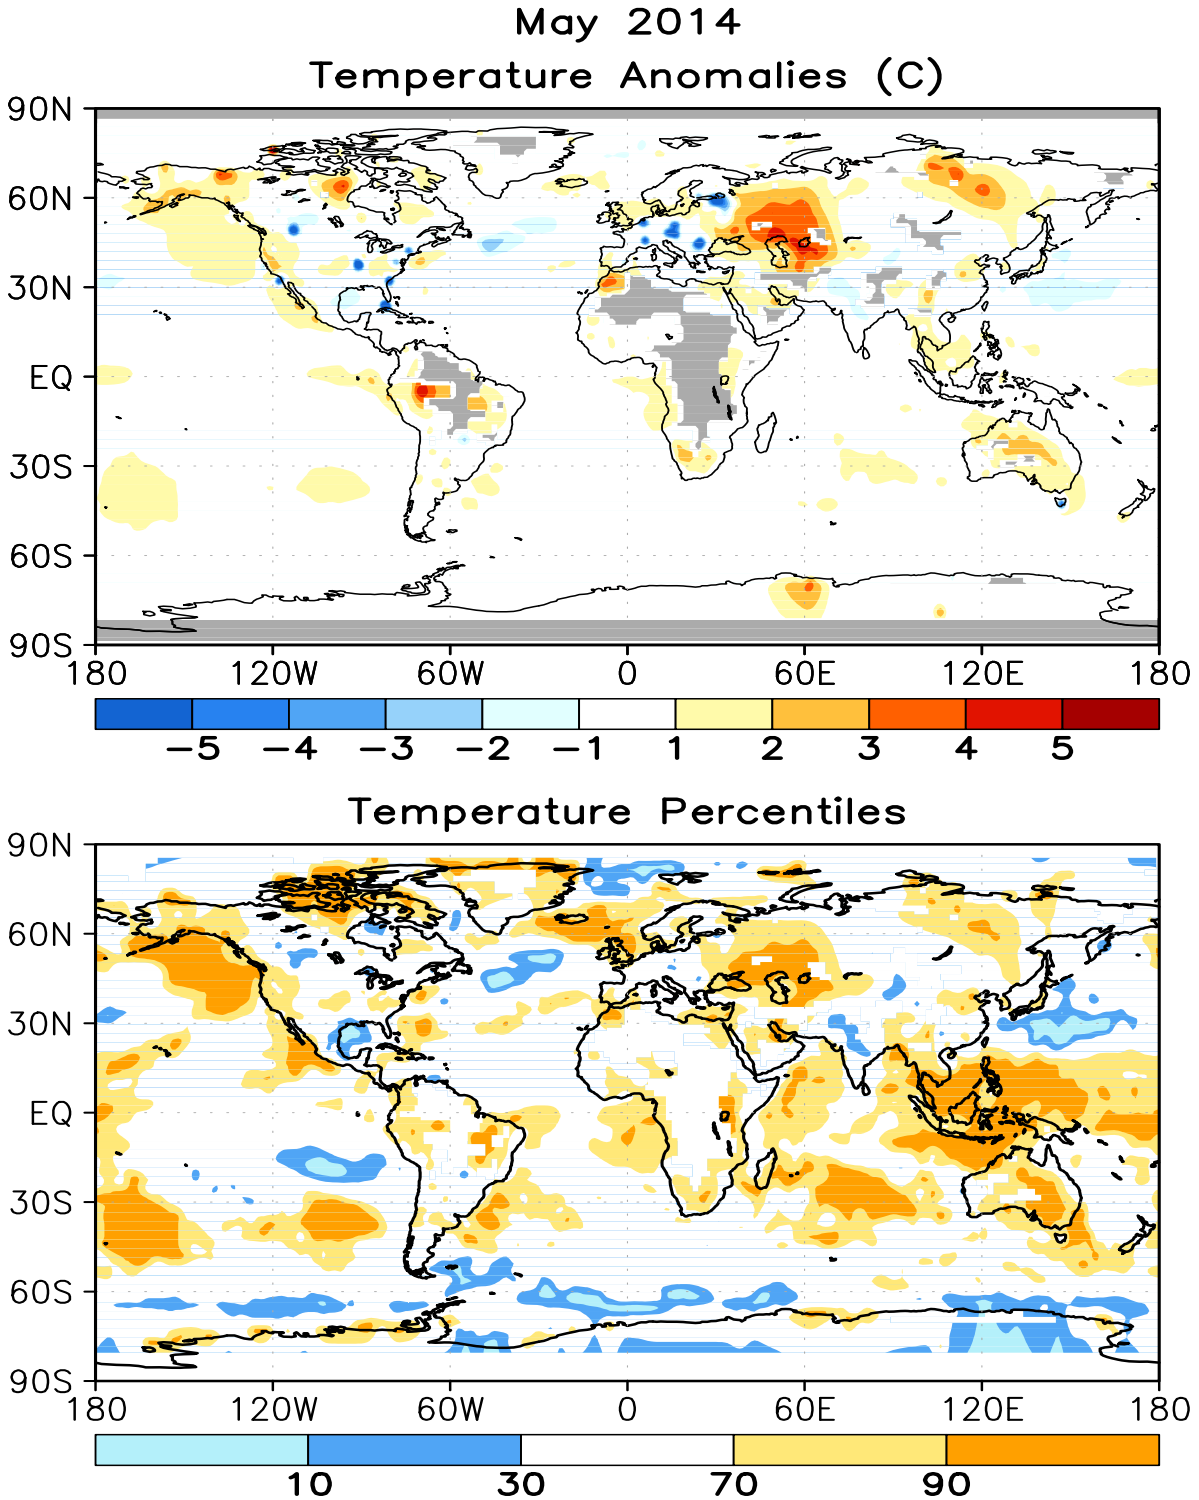 May 2014
Temperature Anomalies (C)
90N
60N
30N
EQ
30S
60S
90S
180 120W 60W 0 60E 120E 180
−5 −4 −3 −2 −1 1 2 3 4 5
Temperature Percentiles
90N
60N
30N
EQ
30S
60S
90S
180 120W 60W 0 60E 120E 180
10 30 70 90